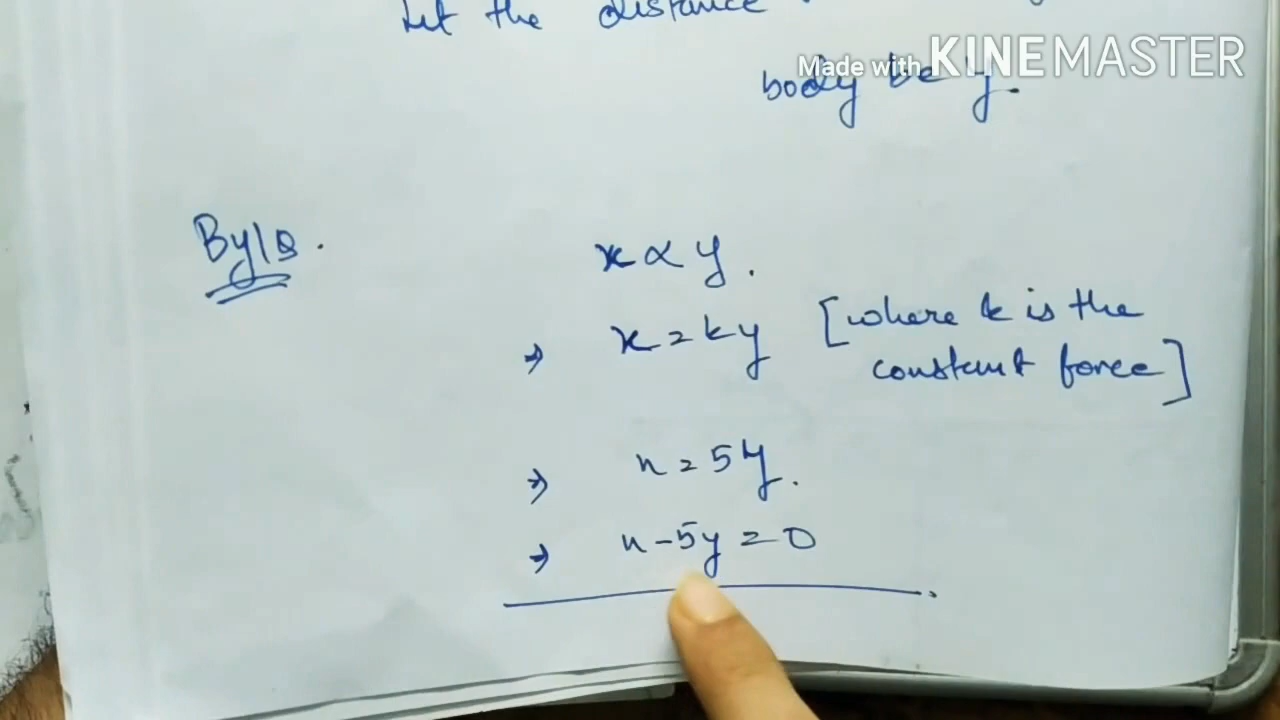 Let the distance
Made with KINEMASTER
body be y.
By/Q.
x ∝ y.
→ x = ky [where k is the
constant force]
→ x = 5y.
→ x - 5y = 0